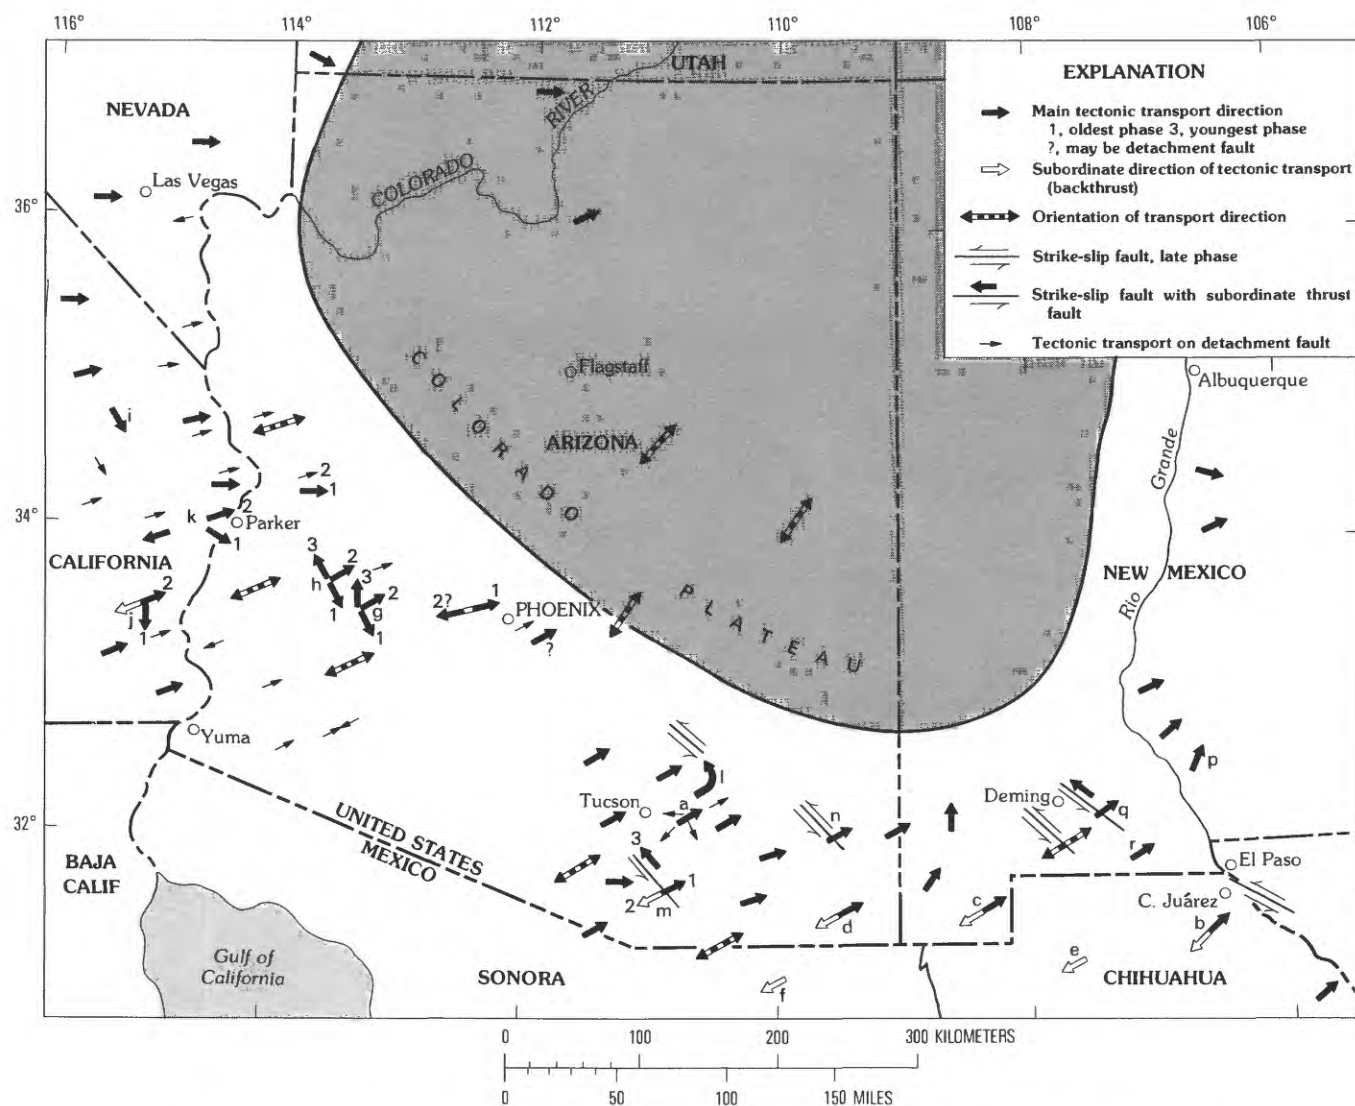 116°
114°
112°
110°
108°
106°
UTAH
EXPLANATION
Main tectonic transport direction
1, oldest phase 3, youngest phase
?, may be detachment fault
Subordinate direction of tectonic transport
(backthrust)
Orientation of transport direction
Strike-slip fault, late phase
Strike-slip fault with subordinate thrust
fault
Tectonic transport on detachment fault
NEVADA
RIVER
COLORADO
Las Vegas
36°
Flagstaff
Albuquerque
COLORADO
PLATEAU
ARIZONA
Rio Grande
i
2
1
34°
k
2
1
Parker
CALIFORNIA
NEW MEXICO
3
2
h
1
3
2
g
1
2
j
1
2?
1
PHOENIX
?
Yuma
p
l
Tucson
a
n
Deming
q
r
32°
UNITED STATES
MEXICO
3
1
2
m
El Paso
BAJA
CALIF
C. Juárez
b
c
d
e
f
Gulf of
California
SONORA
CHIHUAHUA
0
100
200
300 KILOMETERS
0
50
100
150 MILES